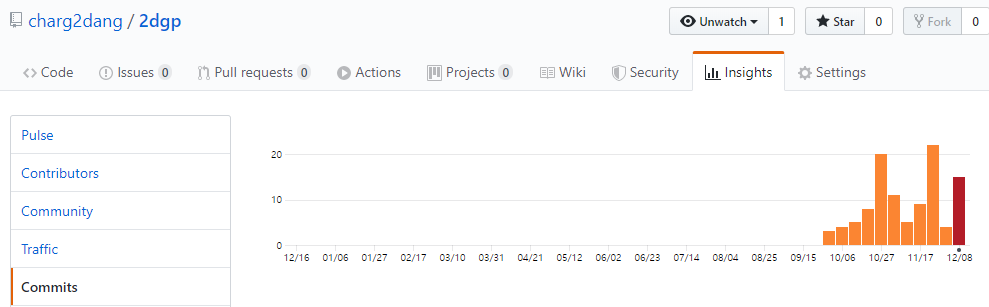 charg2dang / 2dgp
Unwatch 1 Star 0 Fork 0
Code Issues 0 Pull requests 0 Actions Projects 0 Wiki Security Insights Settings
Pulse
Contributors
Community
Traffic
Commits
20
10
0
12/16 01/06 01/27 02/17 03/10 03/31 04/21 05/12 06/02 06/23 07/14 08/04 08/25 09/15 10/06 10/27 11/17 12/08